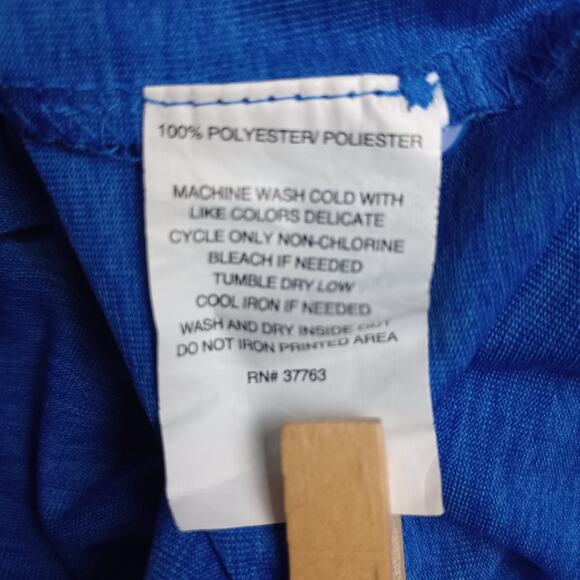 100% POLYESTER/ POLIESTER
MACHINE WASH COLD WITH
LIKE COLORS DELICATE
CYCLE ONLY NON-CHLORINE
BLEACH IF NEEDED
TUMBLE DRY LOW
COOL IRON IF NEEDED
WASH AND DRY INSIDE OUT
DO NOT IRON PRINTED AREA
RN# 37763